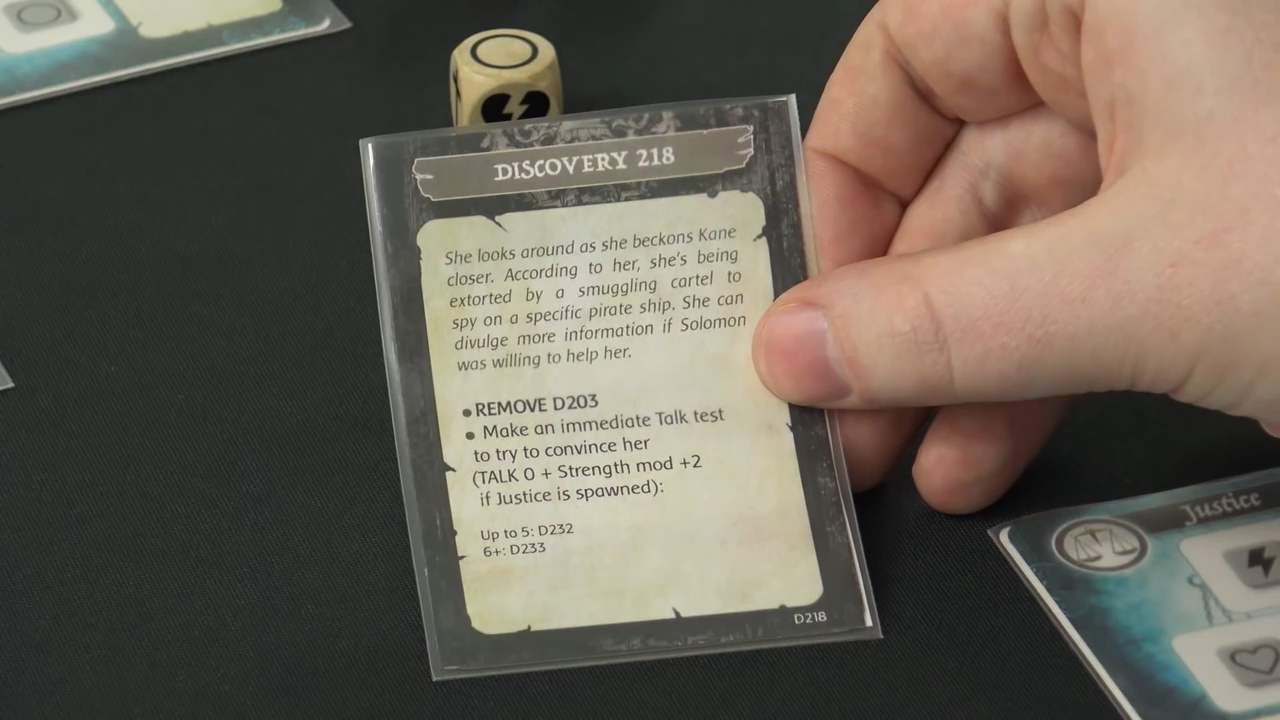 DISCOVERY 218
She looks around as she beckons Kane
closer. According to her, she's being
extorted by a smuggling cartel to
spy on a specific pirate ship. She can
divulge more information if Solomon
was willing to help her.
• REMOVE D203
• Make an immediate Talk test
to try to convince her
(TALK 0 + Strength mod +2
if Justice is spawned):
Up to 5: D232
6+: D233
D218
Justice